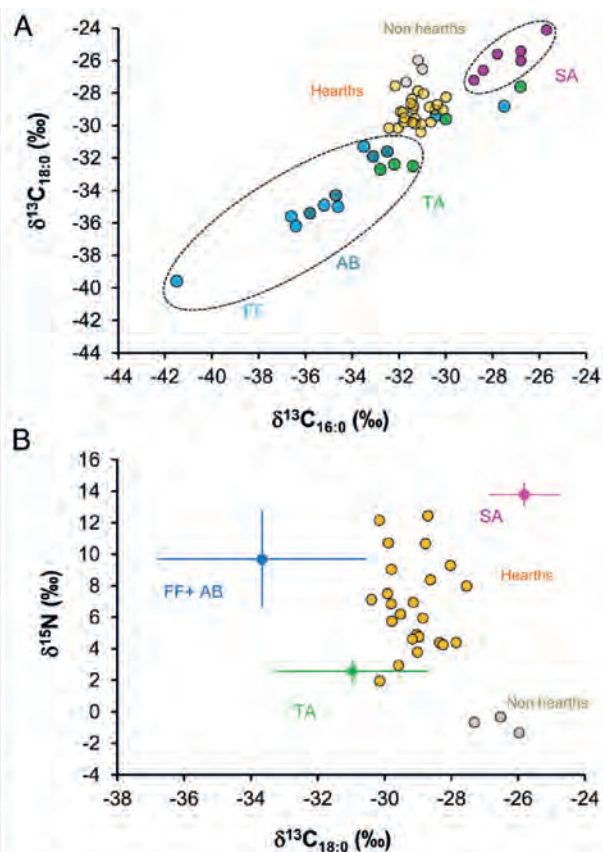 A
Non hearths
SA
Hearths
TA
AB
FF
δ13C18:0 (‰)
-24
-26
-28
-30
-32
-34
-36
-38
-40
-42
-44
-44 -42 -40 -38 -36 -34 -32 -30 -28 -26 -24
δ13C16:0 (‰)
B
SA
Hearths
FF+ AB
TA
Non hearths
δ15N (‰)
16
14
12
10
8
6
4
2
0
-2
-4
-38 -36 -34 -32 -30 -28 -26 -24
δ13C18:0 (‰)